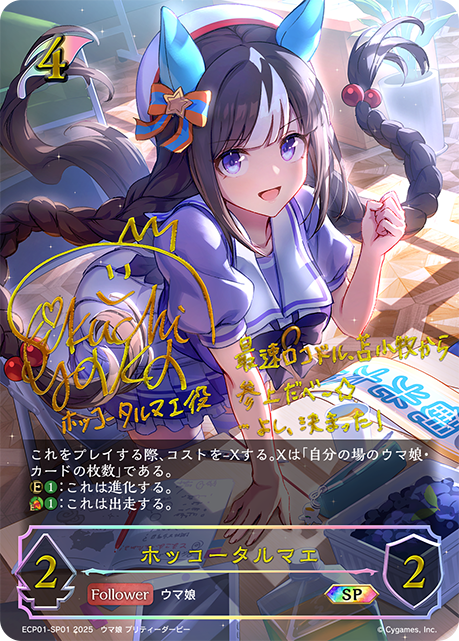 4
最速ロコドル、苫小牧から
参上だべ〜☆
〜よし、決まった!
ホッコータルマエ役
これをプレイする際、コストを-Xする。Xは「自分の場のウマ娘・
カードの枚数」である。
E 1:これは進化する。
1:これは出走する。
ホッコータルマエ
2
Follower ウマ娘
SP
2
ECP01-SP01 2025 ウマ娘 プリティーダービー
© Cygames, Inc.